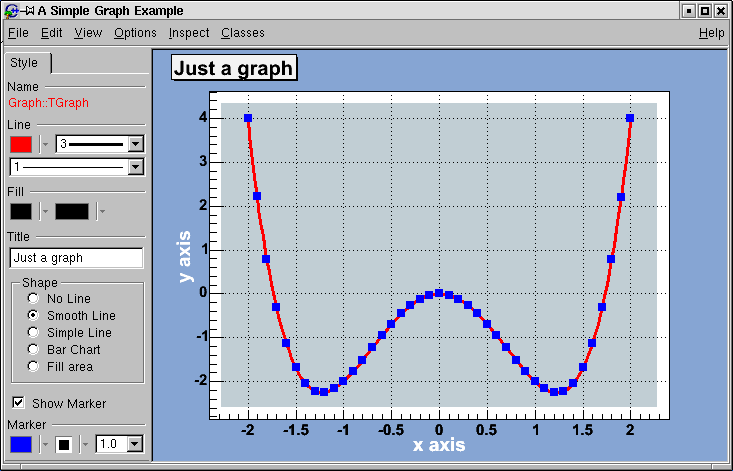 A Simple Graph Example
File Edit View Options Inspect Classes Help
Style
Name
Graph::TGraph
Line
3
1
Fill
Title
Just a graph
Shape
No Line
Smooth Line
Simple Line
Bar Chart
Fill area
Show Marker
Marker
1.0
Just a graph
y axis
4
3
2
1
0
-1
-2
-2 -1.5 -1 -0.5 0 0.5 1 1.5 2
x axis